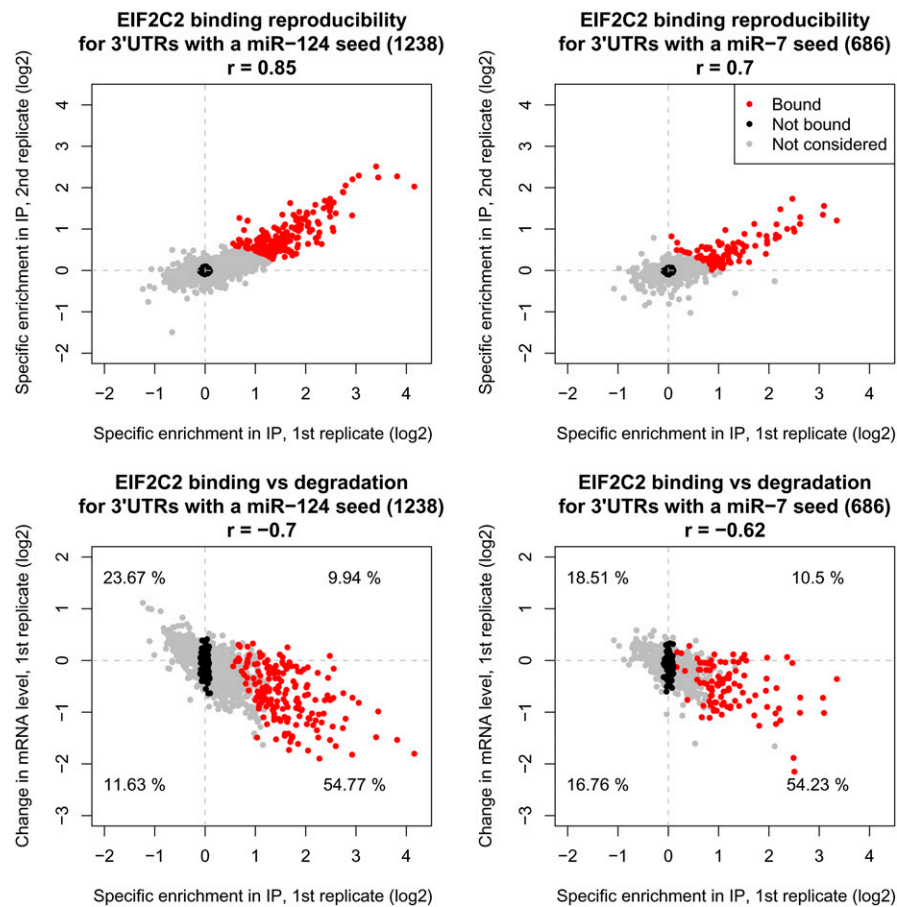 EIF2C2 binding reproducibility
for 3'UTRs with a miR−124 seed (1238)
r = 0.85
Specific enrichment in IP, 2nd replicate (log2)
4
3
2
1
0
−1
−2
−2 −1 0 1 2 3 4
Specific enrichment in IP, 1st replicate (log2)
EIF2C2 binding reproducibility
for 3'UTRs with a miR−7 seed (686)
r = 0.7
Bound
Not bound
Not considered
Specific enrichment in IP, 2nd replicate (log2)
4
3
2
1
0
−1
−2
−2 −1 0 1 2 3 4
Specific enrichment in IP, 1st replicate (log2)
EIF2C2 binding vs degradation
for 3'UTRs with a miR−124 seed (1238)
r = −0.7
Change in mRNA level, 1st replicate (log2)
2
1
0
−1
−2
−3
23.67 % 9.94 %
11.63 % 54.77 %
−2 −1 0 1 2 3 4
Specific enrichment in IP, 1st replicate (log2)
EIF2C2 binding vs degradation
for 3'UTRs with a miR−7 seed (686)
r = −0.62
Change in mRNA level, 1st replicate (log2)
2
1
0
−1
−2
−3
18.51 % 10.5 %
16.76 % 54.23 %
−2 −1 0 1 2 3 4
Specific enrichment in IP, 1st replicate (log2)